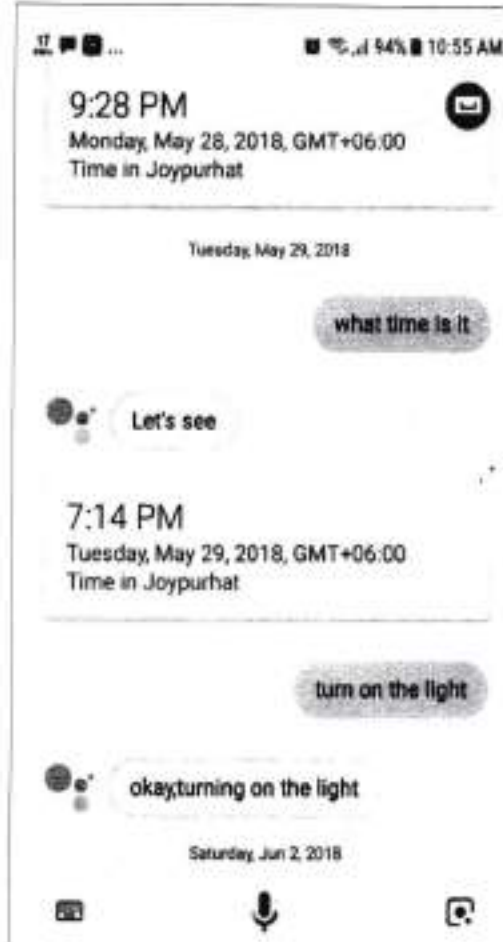 17 ... 94% 10:55 AM
9:28 PM
Monday, May 28, 2018, GMT+06:00
Time in Joypurhat
Tuesday, May 29, 2018
what time is it
Let's see
7:14 PM
Tuesday, May 29, 2018, GMT+06:00
Time in Joypurhat
turn on the light
okay,turning on the light
Saturday, Jun 2, 2018